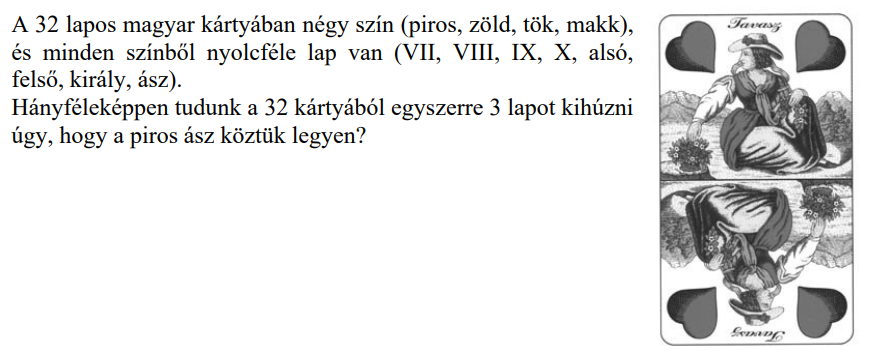 A 32 lapos magyar kártyában négy szín (piros, zöld, tök, makk),
és minden színből nyolcféle lap van (VII, VIII, IX, X, alsó,
felső, király, ász).
Hányféleképpen tudunk a 32 kártyából egyszerre 3 lapot kihúzni
úgy, hogy a piros ász köztük legyen?
Tavasz
Tavasz